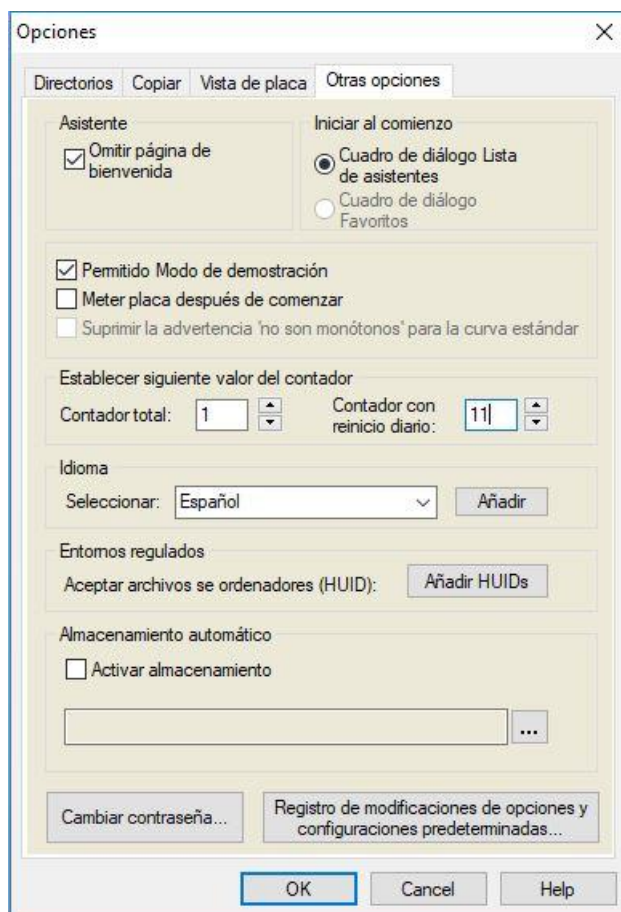 Opciones
Directorios Copiar Vista de placa Otras opciones
Asistente
Omitir página de
bienvenida
Iniciar al comienzo
Cuadro de diálogo Lista
de asistentes
Cuadro de diálogo
Favoritos
Permitido Modo de demostración
Meter placa después de comenzar
Suprimir la advertencia 'no son monótonos' para la curva estándar
Establecer siguiente valor del contador
Contador total: 1
Contador con
reinicio diario: 11
Idioma
Seleccionar: Español Añadir
Entornos regulados
Aceptar archivos se ordenadores (HUID): Añadir HUIDs
Almacenamiento automático
Activar almacenamiento
...
Cambiar contraseña...
Registro de modificaciones de opciones y
configuraciones predeterminadas...
OK Cancel Help